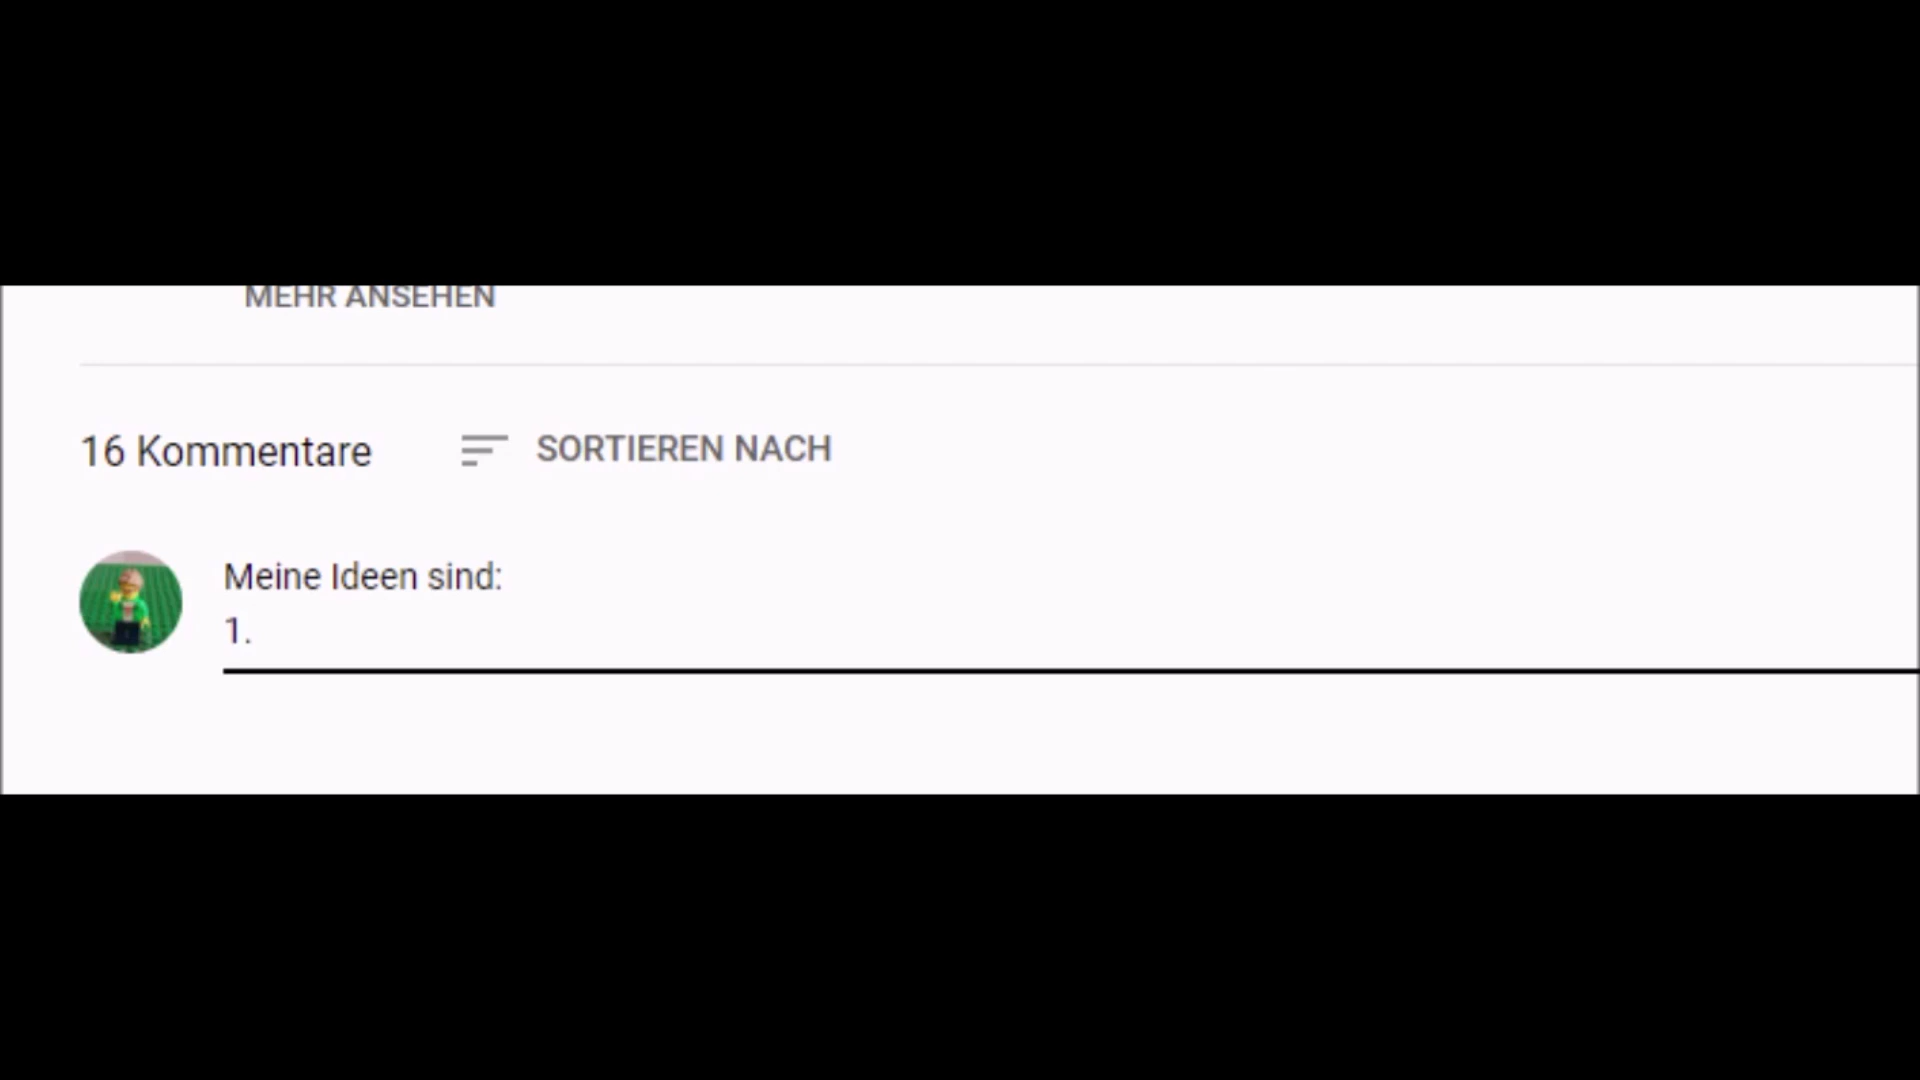 MEHR ANSEHEN
16 Kommentare
SORTIEREN NACH
Meine Ideen sind:
1.